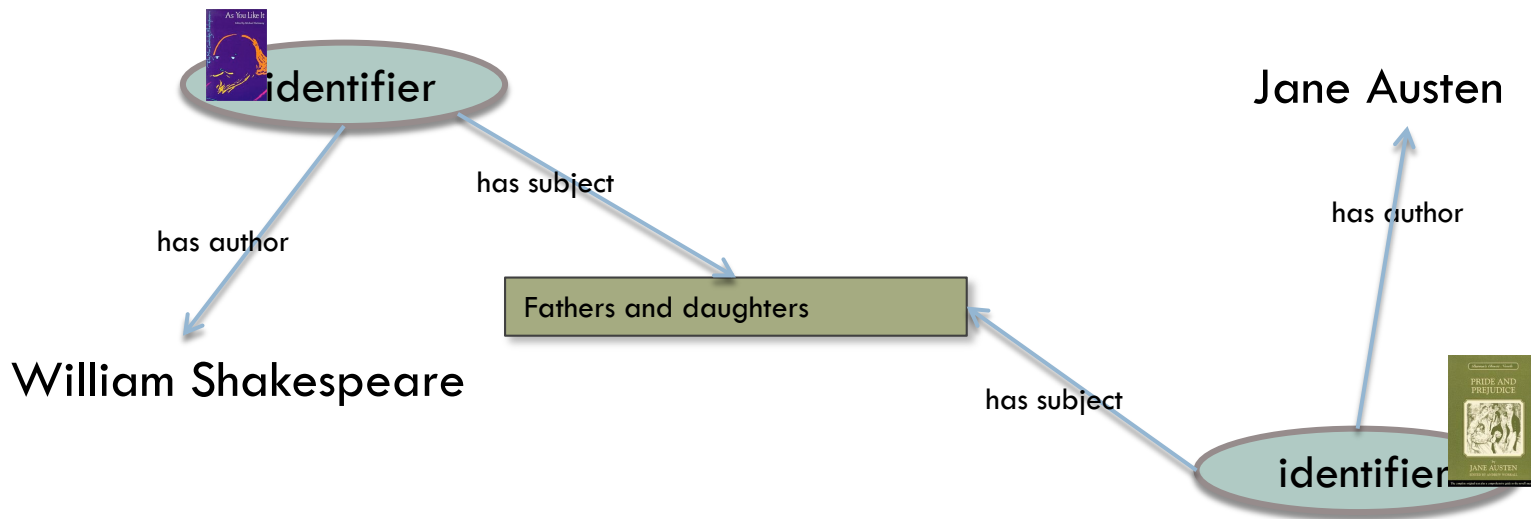 As You Like It
identifier
Jane Austen
has subject
has author
has author
Fathers and daughters
William Shakespeare
has subject
PRIDE AND
PREJUDICE
JANE AUSTEN
identifier